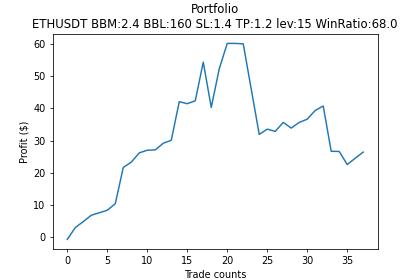 Portfolio
ETHUSDT BBM:2.4 BBL:160 SL:1.4 TP:1.2 lev:15 WinRatio:68.0
60
50
40
30
20
10
0
Profit ($)
0 5 10 15 20 25 30 35
Trade counts